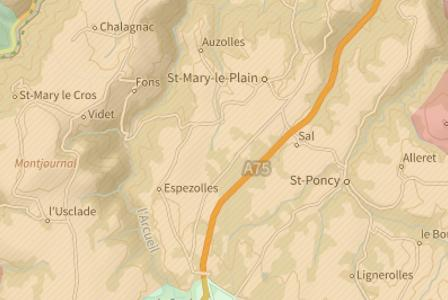 Chalagnac
Auzolles
Fons
St-Mary-le-Plain
St-Mary le Cros
Videt
Sal
Montjournal
A75
Alleret
Espezolles
St-Poncy
l'Usclade
l'Arcueil
le Bou
Lignerolles